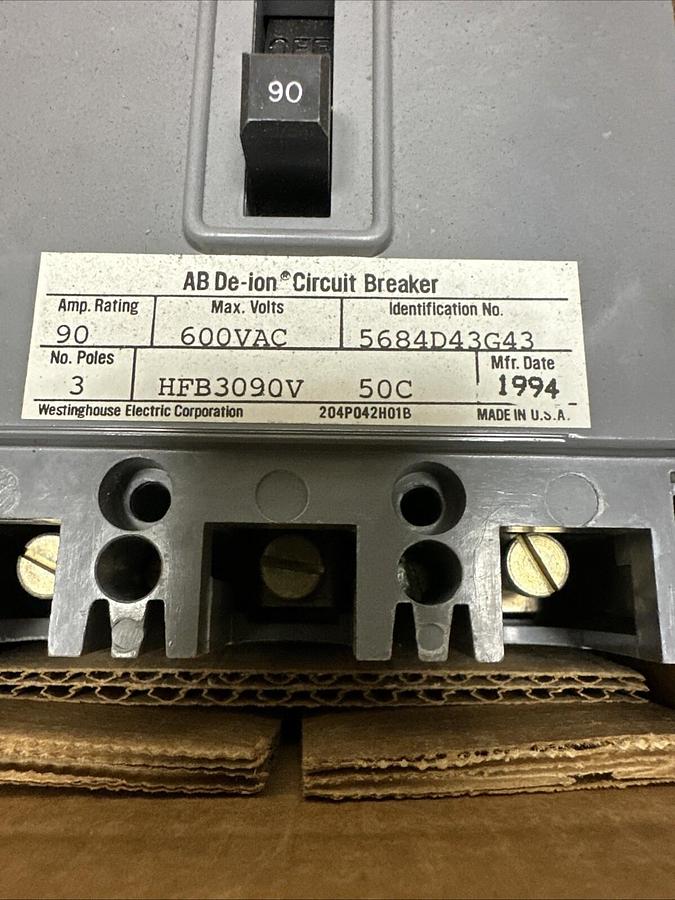 OFF
90
AB De-ion® Circuit Breaker
Amp. Rating Max. Volts Identification No.
90 600VAC 5684D43G43
No. Poles Mfr. Date
3 HFB3090V 50C 1994
Westinghouse Electric Corporation 204P042H01B MADE IN U.S.A.